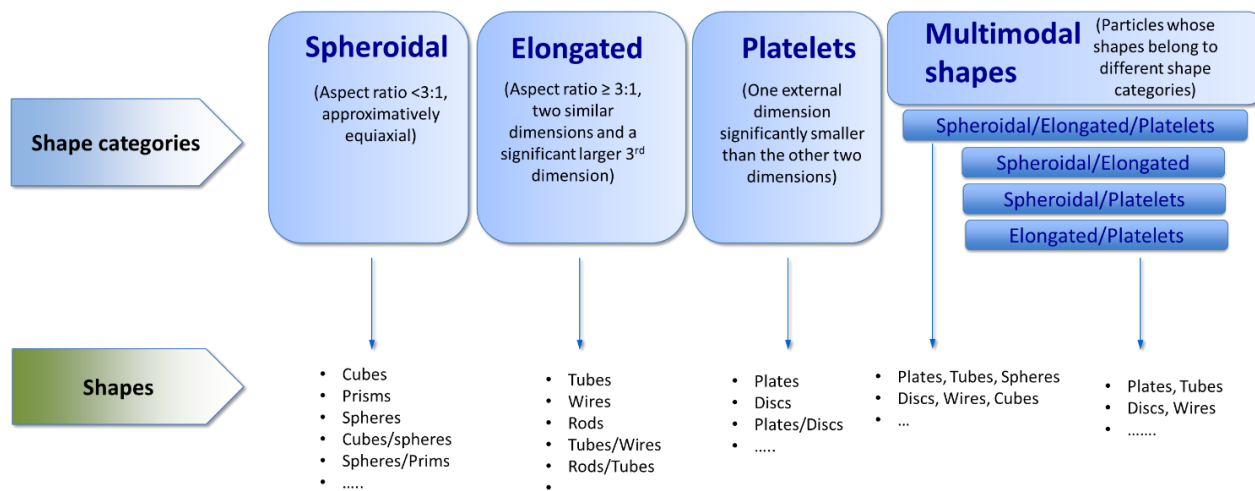 Shape categories
Spheroidal
(Aspect ratio <3:1,
approximatively
equiaxial)
Elongated
(Aspect ratio ≥ 3:1,
two similar
dimensions and a
significant larger 3rd
dimension)
Platelets
(One external
dimension
significantly smaller
than the other two
dimensions)
Multimodal
shapes
(Particles whose
shapes belong to
different shape
categories)
Spheroidal/Elongated/Platelets
Spheroidal/Elongated
Spheroidal/Platelets
Elongated/Platelets
Shapes
• Cubes
• Prisms
• Spheres
• Cubes/spheres
• Spheres/Prims
• …..
• Tubes
• Wires
• Rods
• Tubes/Wires
• Rods/Tubes
•
• Plates
• Discs
• Plates/Discs
• …..
• Plates, Tubes, Spheres
• Discs, Wires, Cubes
• …
• Plates, Tubes
• Discs, Wires
• …….